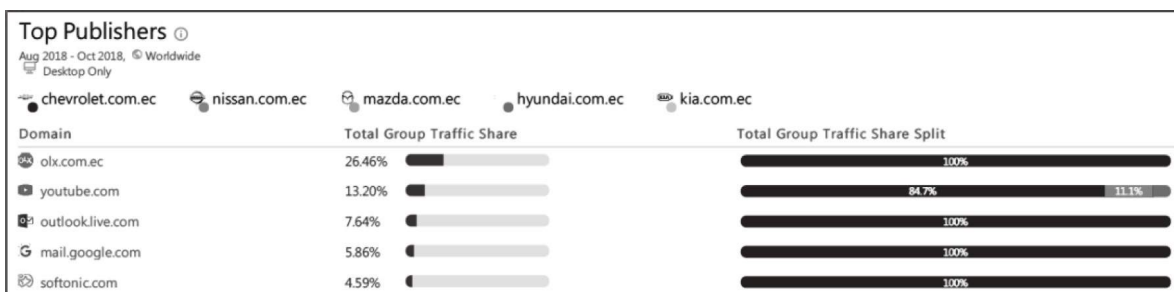 Top Publishers
Aug 2018 - Oct 2018, Worldwide
Desktop Only
chevrolet.com.ec nissan.com.ec mazda.com.ec hyundai.com.ec kia.com.ec
Domain Total Group Traffic Share Total Group Traffic Share Split
olx.com.ec 26.46% 100%
youtube.com 13.20% 84.7% 11.1%
outlook.live.com 7.64% 100%
mail.google.com 5.86% 100%
softonic.com 4.59% 100%